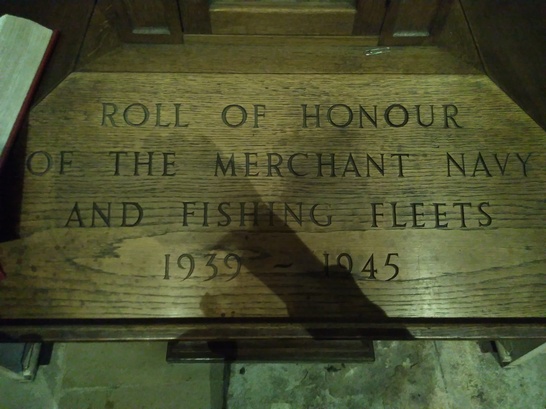 ROLL OF HONOUR
OF THE MERCHANT NAVY
AND FISHING FLEETS
1939 ~ 1945